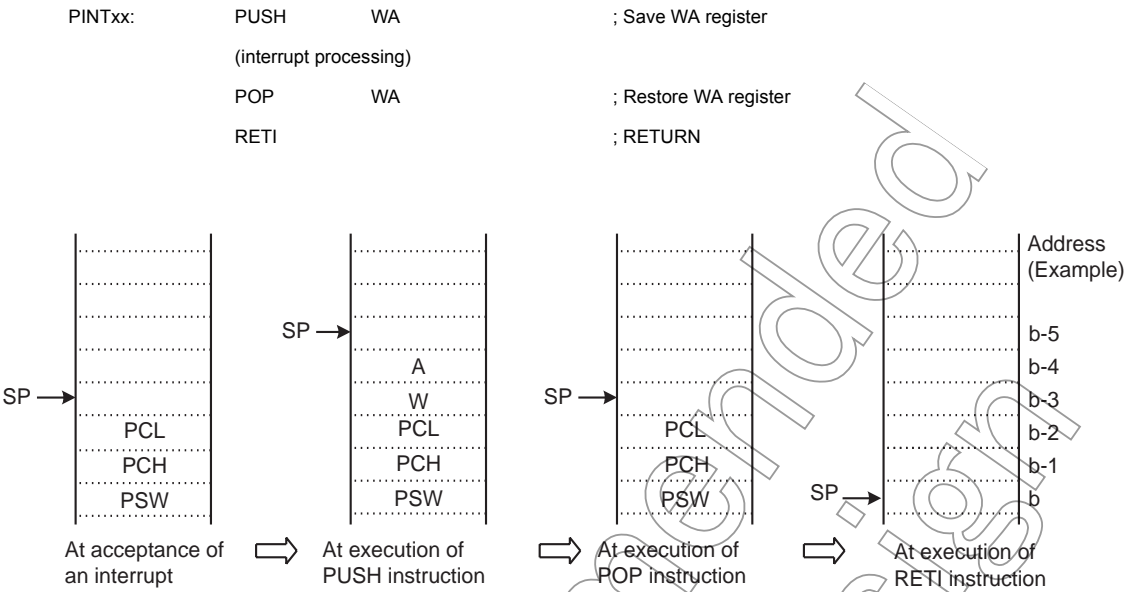 PINTxx: PUSH WA ; Save WA register
(interrupt processing)
POP WA ; Restore WA register
RETI ; RETURN
Address
(Example)
SP
b-5
A
b-4
SP
W
SP
b-3
PCL
PCL
PCL
b-2
PCH
PCH
PCH
b-1
PSW
PSW
PSW
SP
b
At acceptance of
an interrupt
At execution of
PUSH instruction
At execution of
POP instruction
At execution of
RETI instruction